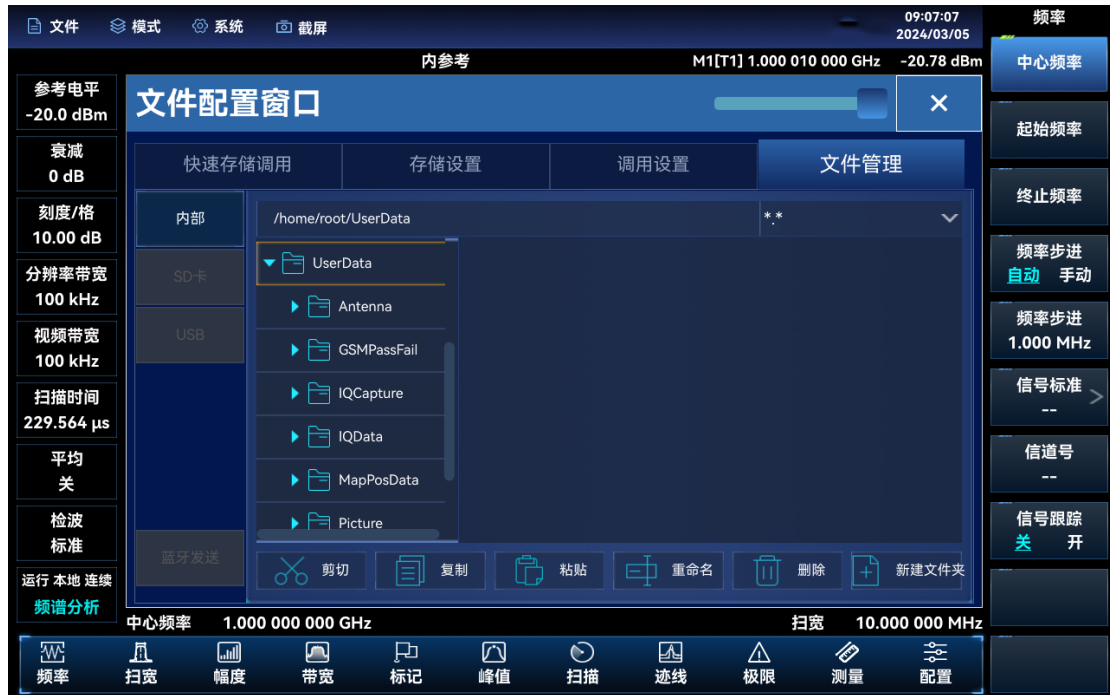 文件 模式 系统 截屏
09:07:07
2024/03/05
频率
内参考 M1[T1] 1.000 010 000 GHz -20.78 dBm
参考电平
-20.0 dBm
衰减
0 dB
刻度/格
10.00 dB
分辨率带宽
100 kHz
视频带宽
100 kHz
扫描时间
229.564 μs
平均
关
检波
标准
运行 本地 连续
频谱分析
文件配置窗口
快速存储调用 存储设置 调用设置 文件管理
内部
SD卡
USB
蓝牙发送
/home/root/UserData *.*
UserData
Antenna
GSMPassFail
IQCapture
IQData
MapPosData
Picture
剪切 复制 粘贴 重命名 删除 新建文件夹
中心频率 1.000 000 000 GHz 扫宽 10.000 000 MHz
中心频率
起始频率
终止频率
频率步进
自动 手动
频率步进
1.000 MHz
信号标准
--
信道号
--
信号跟踪
关 开
频率 扫宽 幅度 带宽 标记 峰值 扫描 迹线 极限 测量 配置